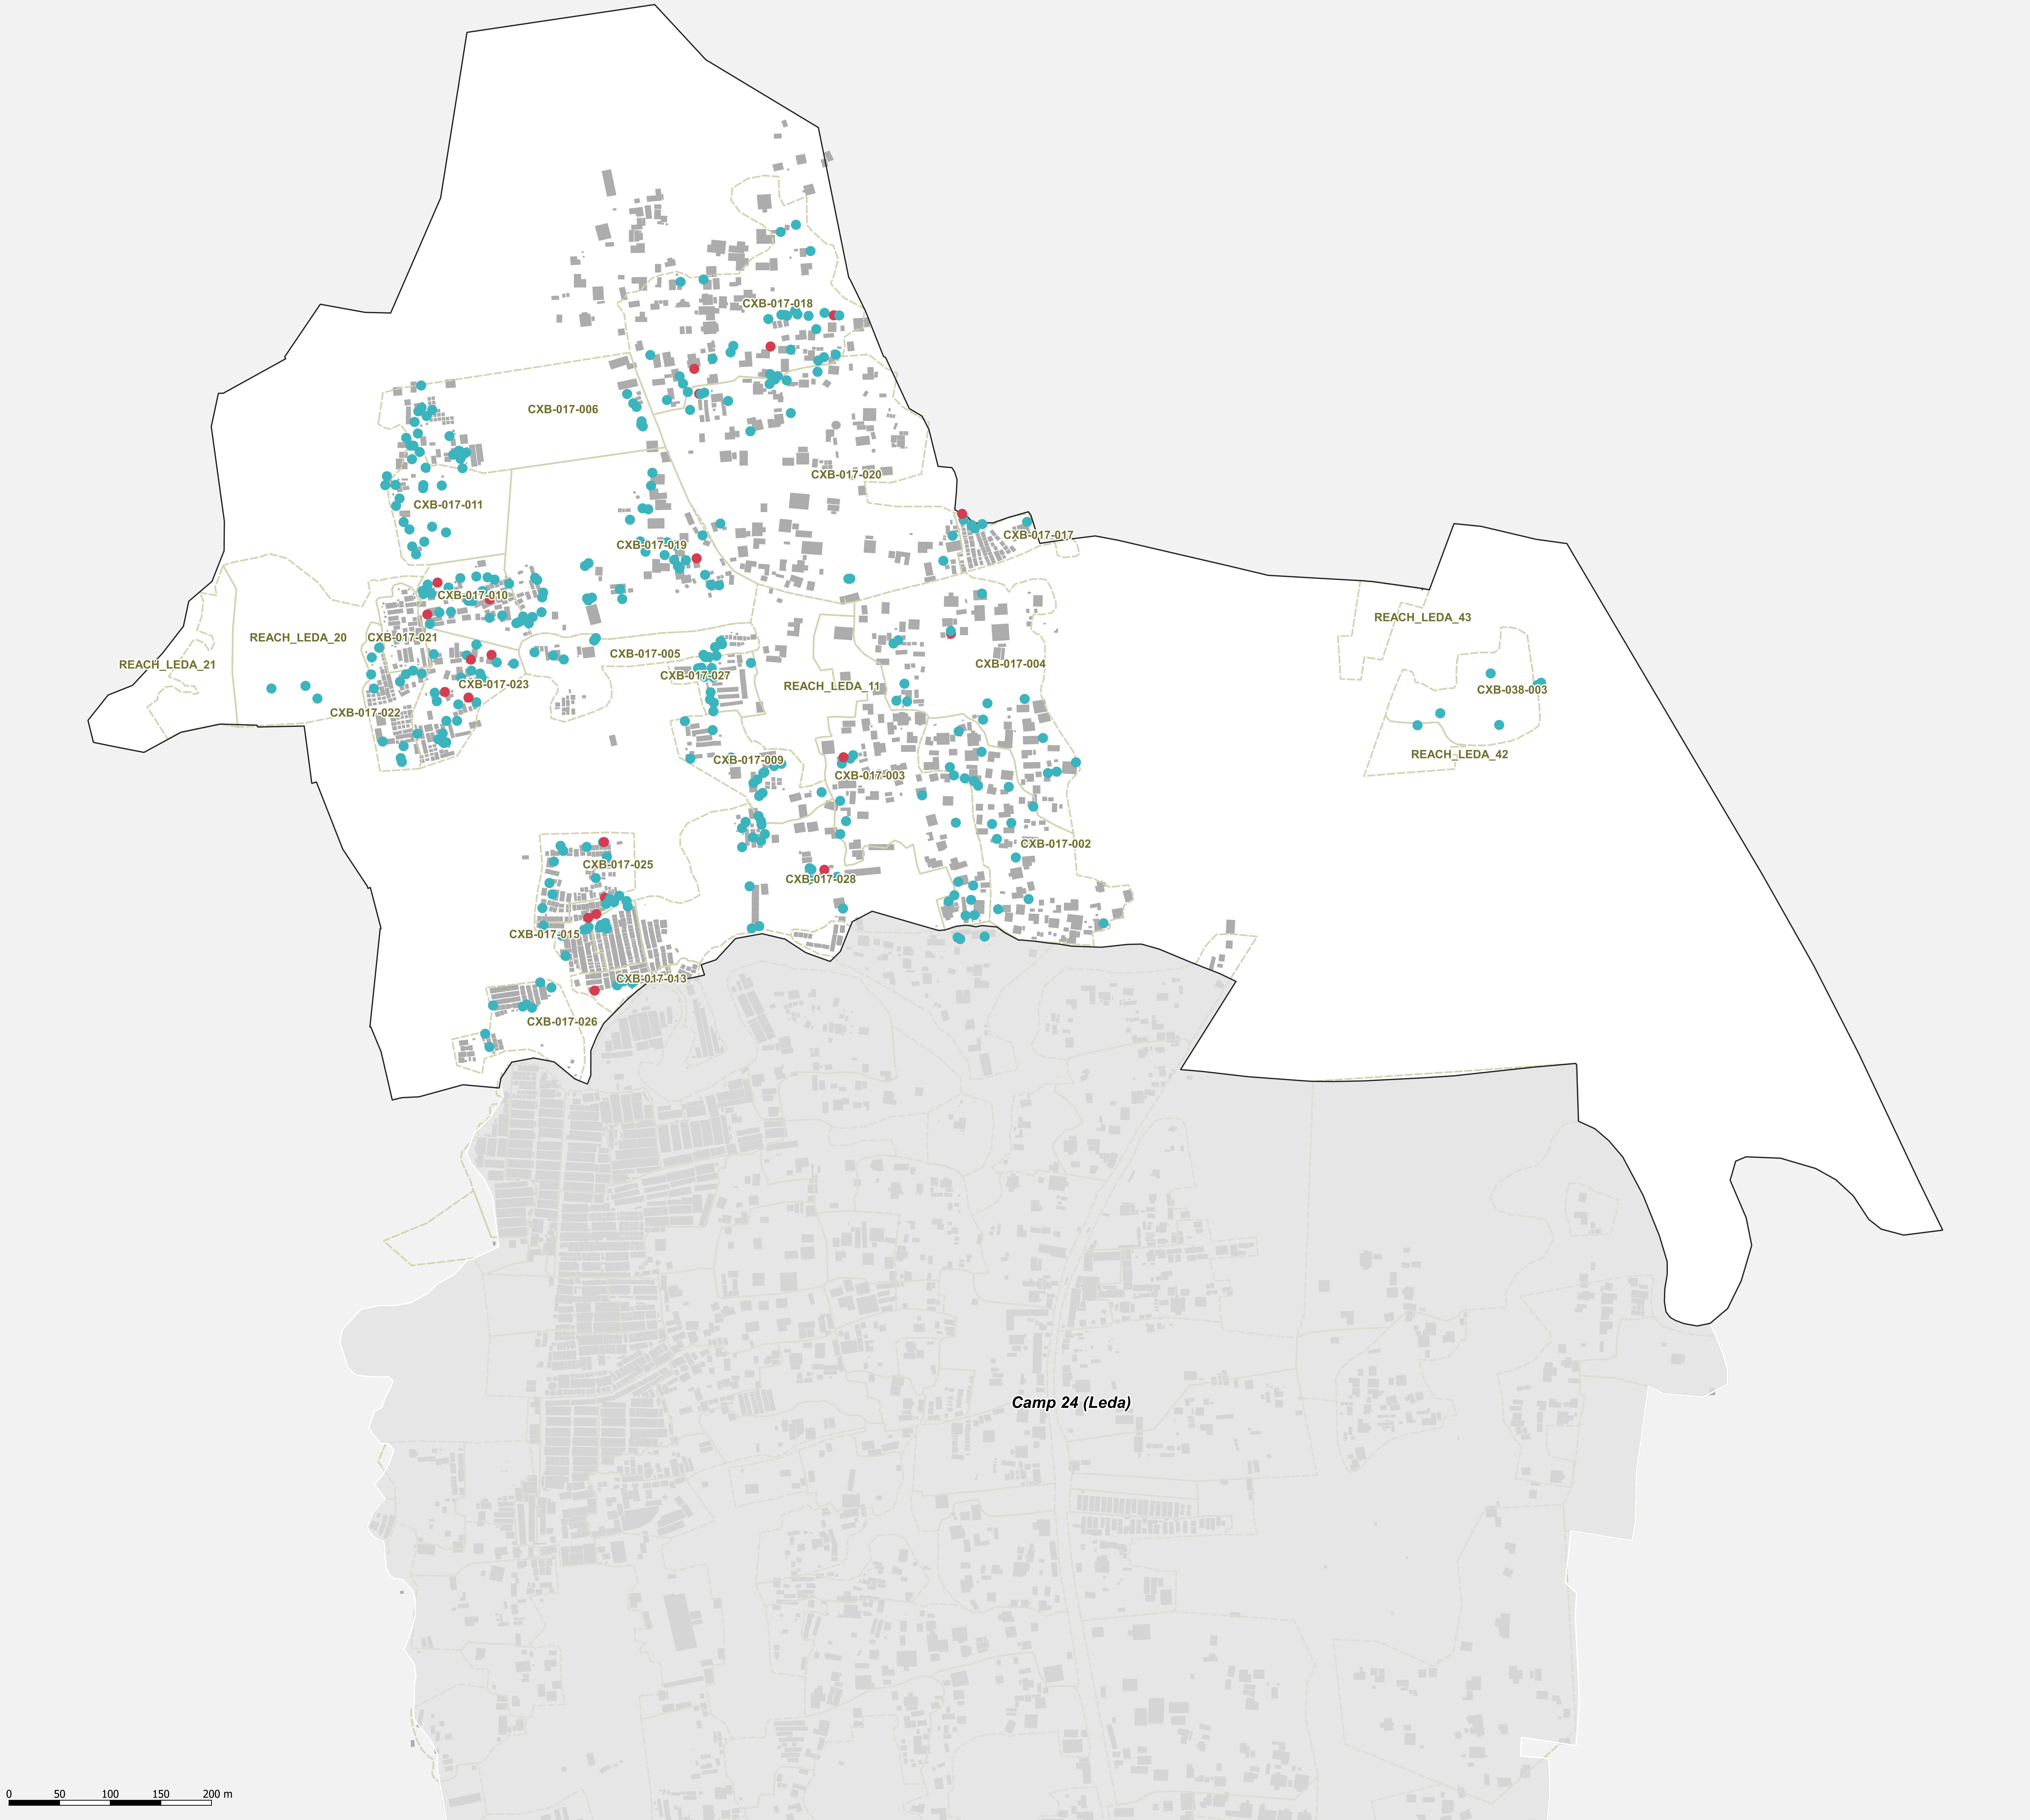 CXB-017-018
CXB-017-006
CXB-017-020
CXB-017-011
CXB-017-017
CXB-017-019
CXB-017-010
REACH_LEDA_43
REACH_LEDA_20
CXB-017-021
CXB-017-005
REACH_LEDA_21
CXB-017-004
CXB-017-027
CXB-017-023
REACH_LEDA_11
CXB-038-003
CXB-017-022
REACH_LEDA_42
CXB-017-009
CXB-017-003
CXB-017-002
CXB-017-025
CXB-017-028
CXB-017-015
CXB-017-013
CXB-017-026
Camp 24 (Leda)
0 50 100 150 200 m